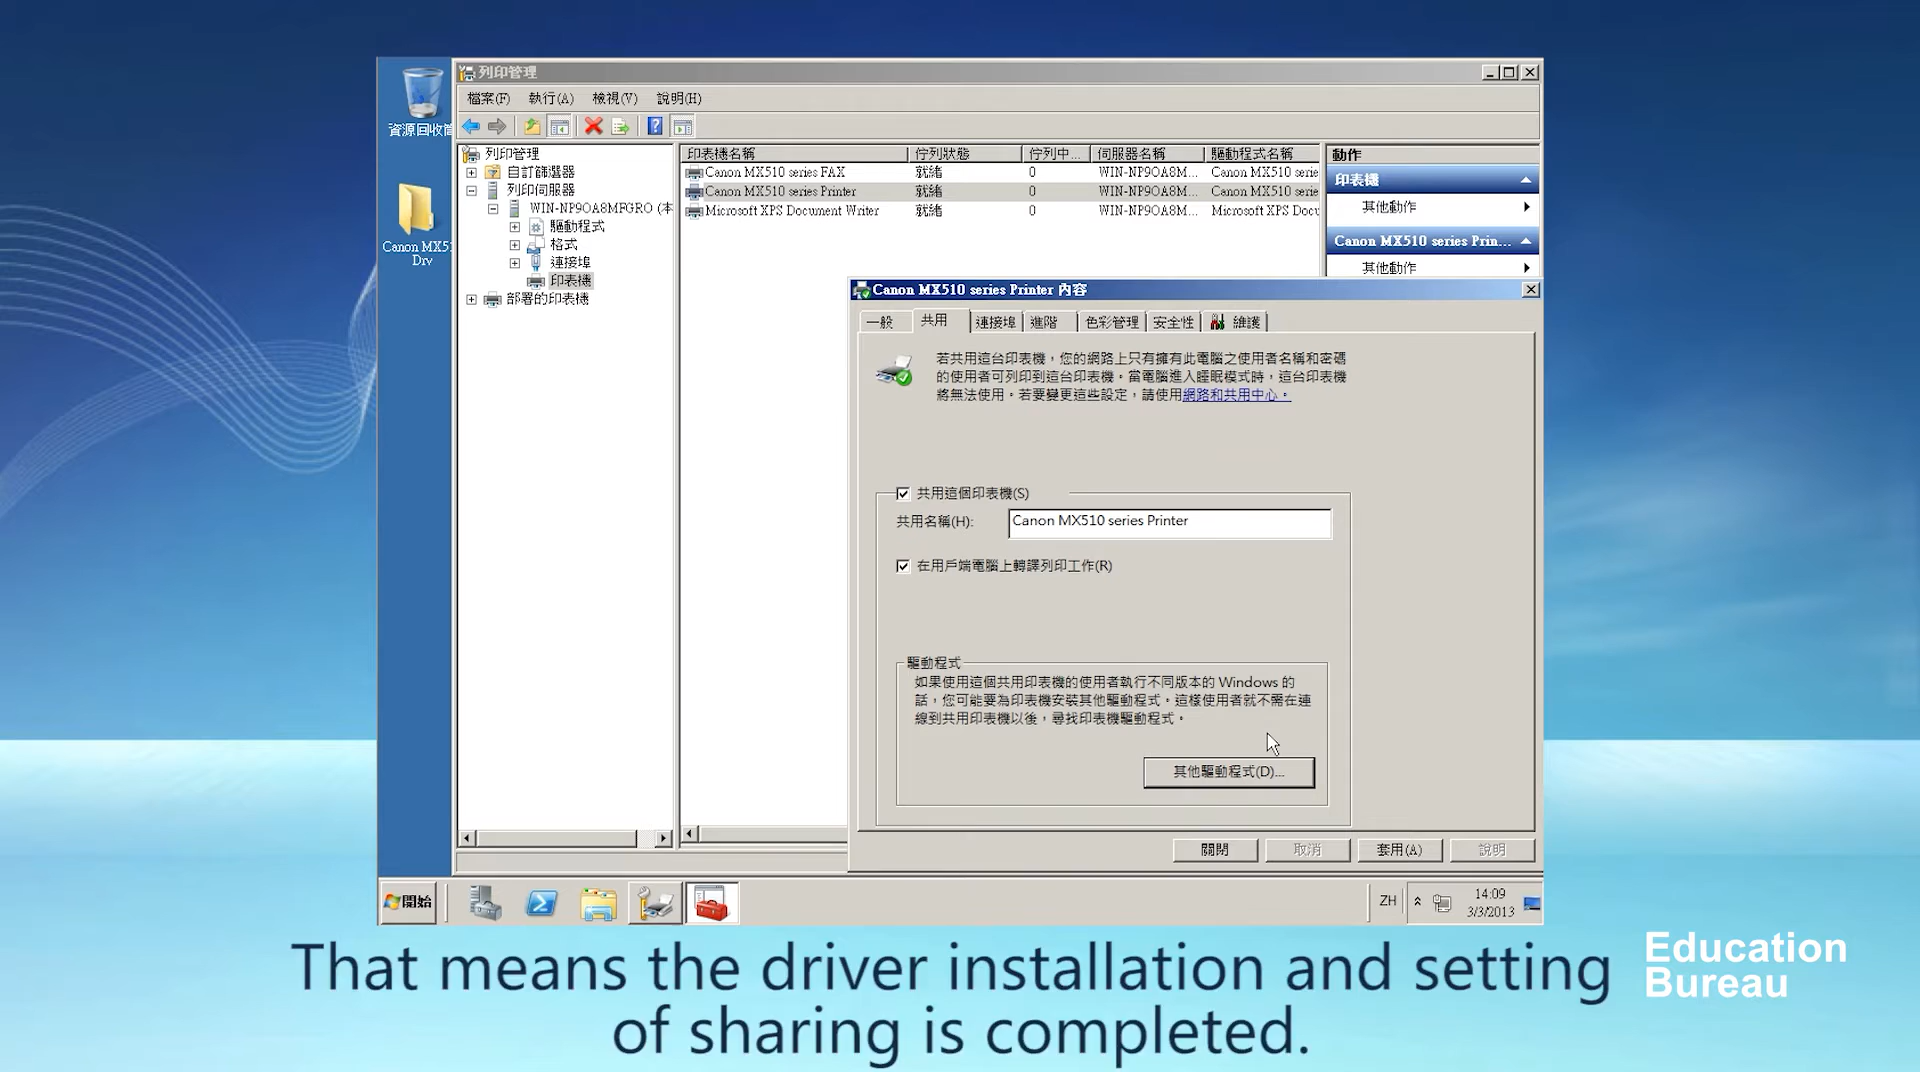 資源回收筒
Canon MX51
Drv
列印管理
檔案(F) 執行(A) 檢視(V) 說明(H)
列印管理
自訂篩選器
列印伺服器
WIN-NP9OA8MFGRO (本
驅動程式
格式
連接埠
印表機
部署的印表機
印表機名稱 佇列狀態 佇列中... 伺服器名稱 驅動程式名稱
Canon MX510 series FAX 就緒 0 WIN-NP9OA8M... Canon MX510 serie
Canon MX510 series Printer 就緒 0 WIN-NP9OA8M... Canon MX510 serie
Microsoft XPS Document Writer 就緒 0 WIN-NP9OA8M... Microsoft XPS Docu
動作
印表機
其他動作
Canon MX510 series Prin...
其他動作
Canon MX510 series Printer 內容
一般 共用 連接埠 進階 色彩管理 安全性 維護
若共用這台印表機，您的網路上只有擁有此電腦之使用者名稱和密碼
的使用者可列印到這台印表機。當電腦進入睡眠模式時，這台印表機
將無法使用。若要變更這些設定，請使用網路和共用中心。
共用這個印表機(S)
共用名稱(H): Canon MX510 series Printer
在用戶端電腦上轉譯列印工作(R)
驅動程式
如果使用這個共用印表機的使用者執行不同版本的 Windows 的
話，您可能要為印表機安裝其他驅動程式。這樣使用者就不需在連
線到共用印表機以後，尋找印表機驅動程式。
其他驅動程式(D)...
關閉 取消 套用(A) 說明
開始
ZH
14:09
3/3/2013
That means the driver installation and setting
of sharing is completed.
Education
Bureau